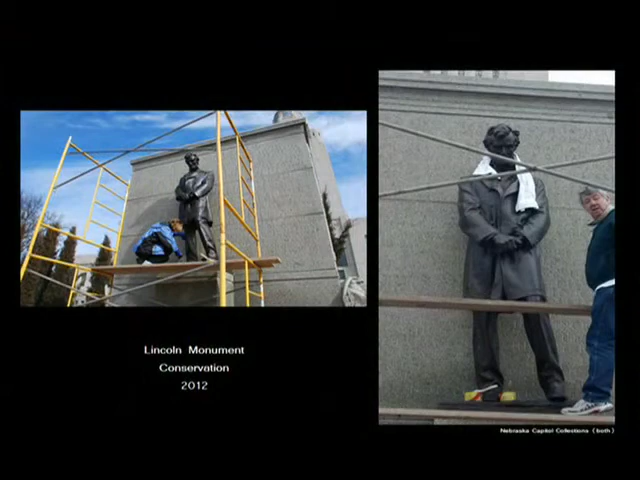 Lincoln Monument
Conservation
2012
Nebraska Capitol Collections (both)